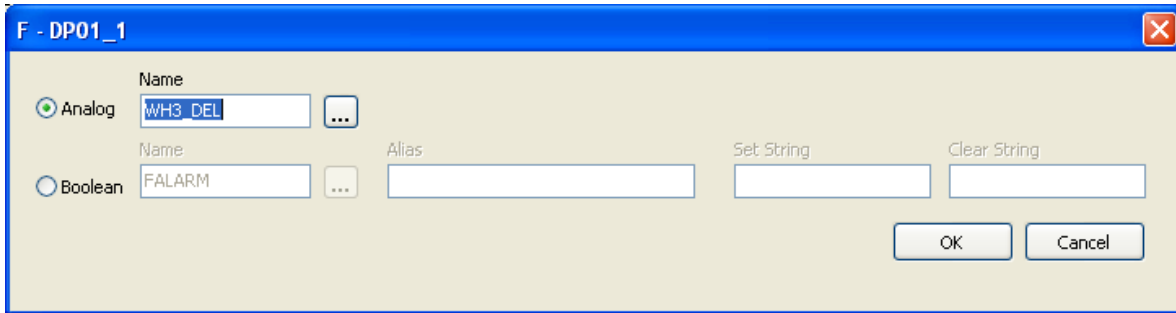 F - DP01_1
Name
Analog WH3_DEL ...
Name Alias Set String Clear String
Boolean FALARM ...
OK Cancel